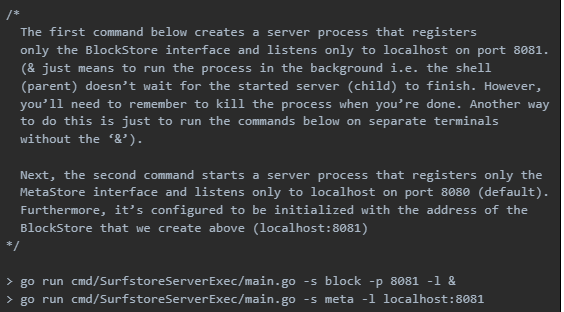 /*
The first command below creates a server process that registers
only the BlockStore interface and listens only to localhost on port 8081.
(& just means to run the process in the background i.e. the shell
(parent) doesn’t wait for the started server (child) to finish. However,
you’ll need to remember to kill the process when you’re done. Another way
to do this is just to run the commands below on separate terminals
without the ‘&’).
Next, the second command starts a server process that registers only the
MetaStore interface and listens only to localhost on port 8080 (default).
Furthermore, it’s configured to be initialized with the address of the
BlockStore that we create above (localhost:8081)
*/
> go run cmd/SurfstoreServerExec/main.go -s block -p 8081 -l &
> go run cmd/SurfstoreServerExec/main.go -s meta -l localhost:8081